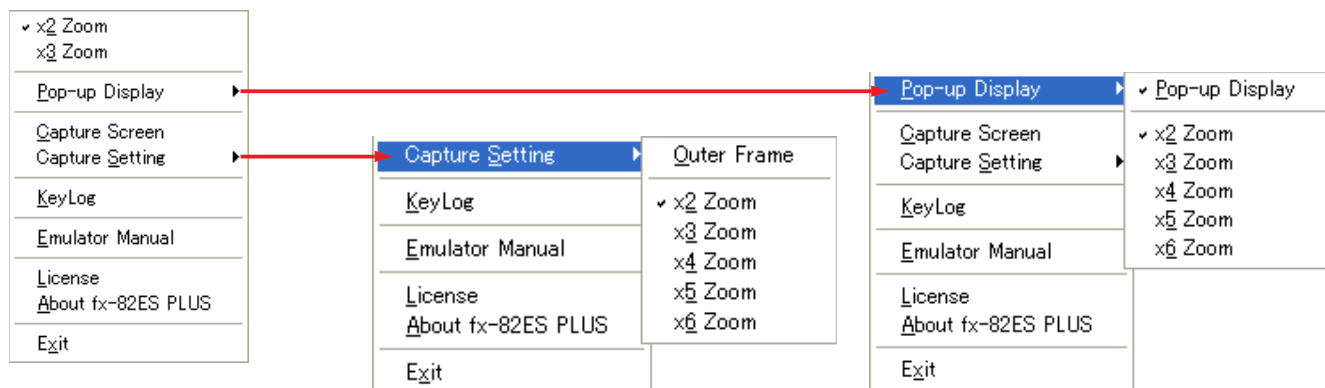 x2 Zoom
x3 Zoom
Pop-up Display
Capture Screen
Capture Setting
KeyLog
Emulator Manual
License
About fx-82ES PLUS
Exit
Capture Setting
KeyLog
Emulator Manual
License
About fx-82ES PLUS
Exit
Outer Frame
x2 Zoom
x3 Zoom
x4 Zoom
x5 Zoom
x6 Zoom
Pop-up Display
Capture Screen
Capture Setting
KeyLog
Emulator Manual
License
About fx-82ES PLUS
Exit
Pop-up Display
x2 Zoom
x3 Zoom
x4 Zoom
x5 Zoom
x6 Zoom